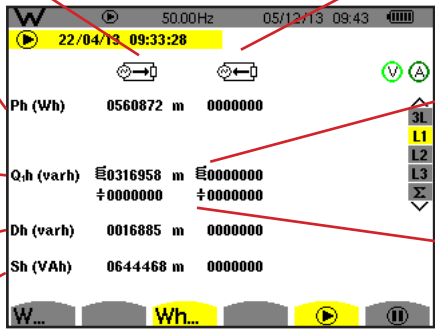 W 50.00Hz 05/12/13 09:43
22/04/13 09:33:28
V A
Ph (Wh) 0560872 m 0000000
3L
L1
Q₁h (varh) 0316958 m 0000000
L2
÷0000000 ÷0000000
L3
Σ
Dh (varh) 0016885 m 0000000
Sh (VAh) 0644468 m 0000000
W... Wh...